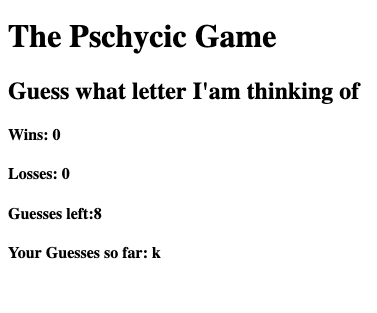 The Pschycic Game
Guess what letter I'am thinking of
Wins: 0
Losses: 0
Guesses left:8
Your Guesses so far: k